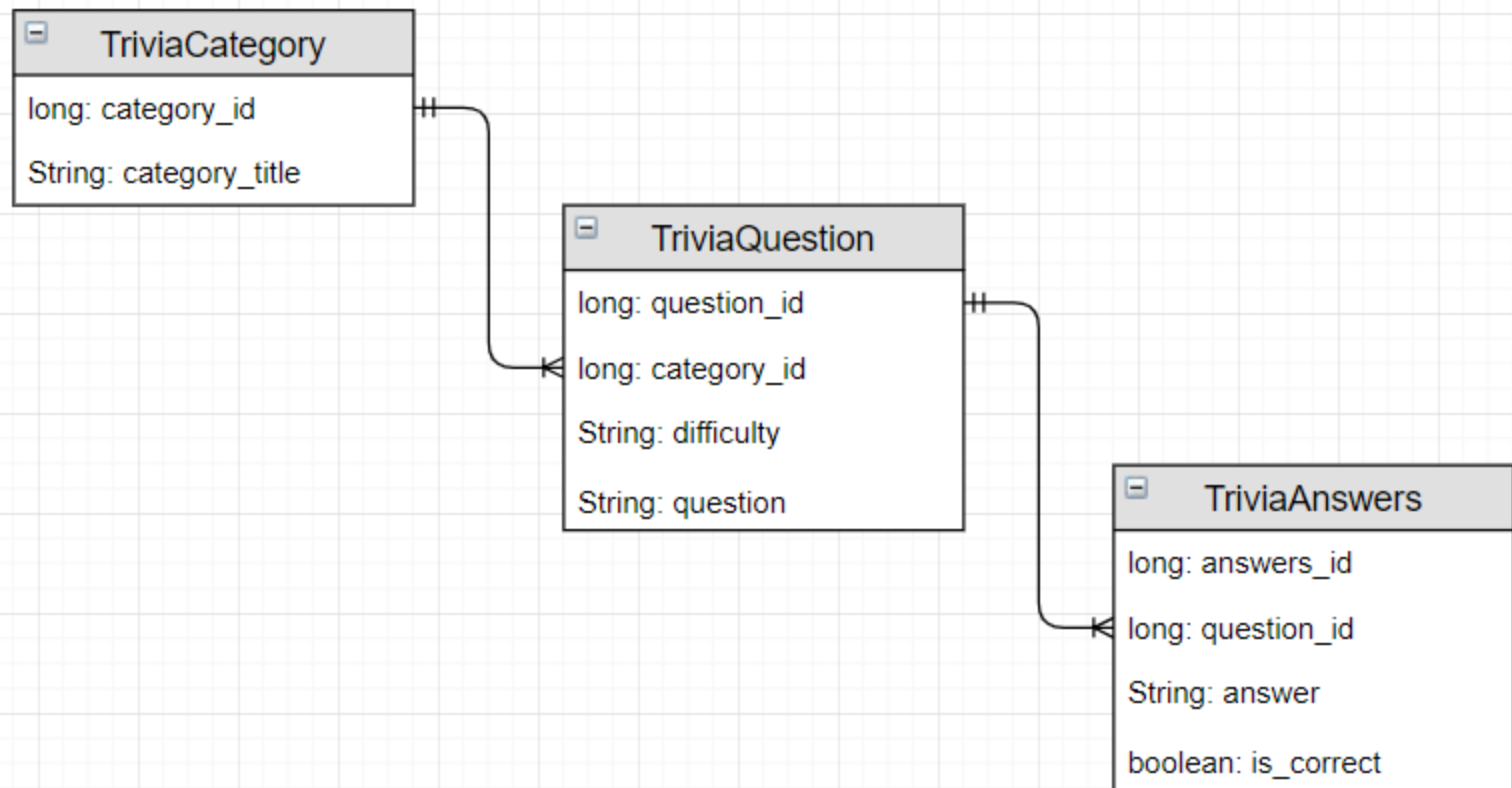 TriviaCategory
long: category_id
String: category_title
TriviaQuestion
long: question_id
long: category_id
String: difficulty
String: question
TriviaAnswers
long: answers_id
long: question_id
String: answer
boolean: is_correct